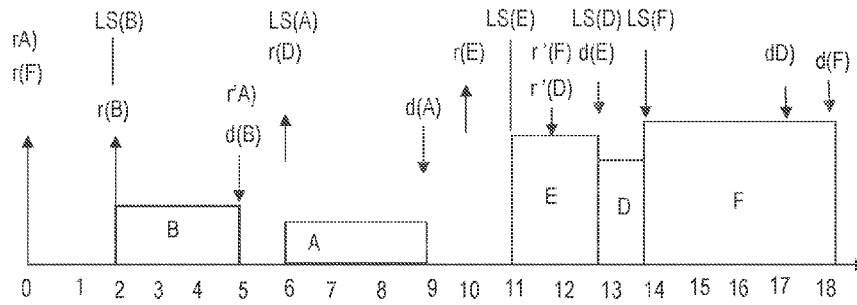 LS(B) LS(A) LS(E) LS(D) LS(F)
rA) r(D) r(E) r'(F) d(E) dD) d(F)
r(F) r(B) r'A) d(B) d(A) r'(D)
B A E D F
0 1 2 3 4 5 6 7 8 9 10 11 12 13 14 15 16 17 18